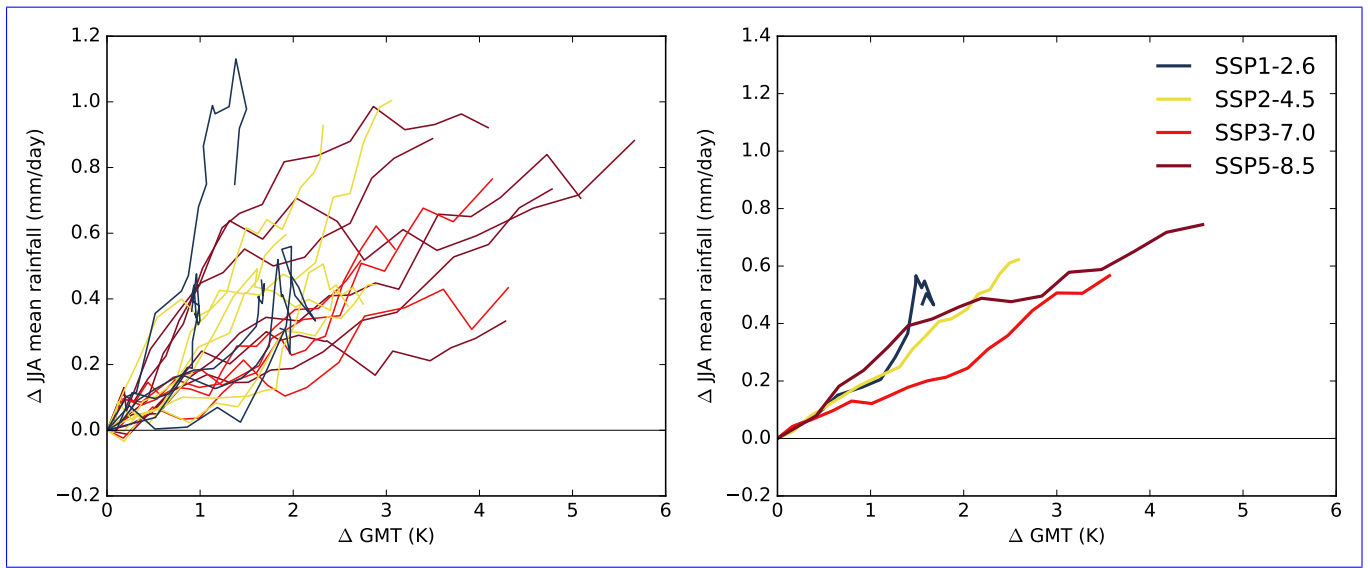 1.2
1.0
0.8
0.6
0.4
0.2
0.0
−0.2
0 1 2 3 4 5 6
Δ GMT (K)
Δ JJA mean rainfall (mm/day)
1.4
1.2
1.0
0.8
0.6
0.4
0.2
0.0
−0.2
0 1 2 3 4 5 6
Δ GMT (K)
Δ JJA mean rainfall (mm/day)
SSP1-2.6
SSP2-4.5
SSP3-7.0
SSP5-8.5